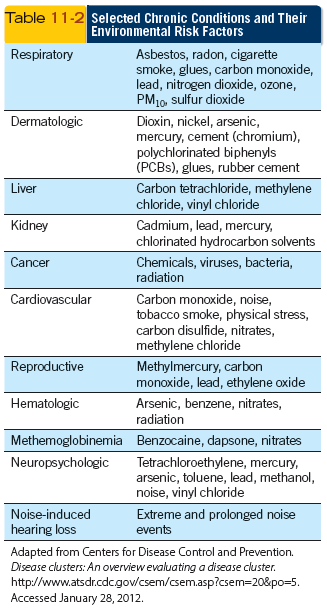 Table 11-2 Selected Chronic Conditions and Their
Environmental Risk Factors
Respiratory Asbestos, radon, cigarette
smoke, glues, carbon monoxide,
lead, nitrogen dioxide, ozone,
PM10, sulfur dioxide
Dermatologic Dioxin, nickel, arsenic,
mercury, cement (chromium),
polychlorinated biphenyls
(PCBs), glues, rubber cement
Liver Carbon tetrachloride, methylene
chloride, vinyl chloride
Kidney Cadmium, lead, mercury,
chlorinated hydrocarbon solvents
Cancer Chemicals, viruses, bacteria,
radiation
Cardiovascular Carbon monoxide, noise,
tobacco smoke, physical stress,
carbon disulfide, nitrates,
methylene chloride
Reproductive Methylmercury, carbon
monoxide, lead, ethylene oxide
Hematologic Arsenic, benzene, nitrates,
radiation
Methemoglobinemia Benzocaine, dapsone, nitrates
Neuropsychologic Tetrachloroethylene, mercury,
arsenic, toluene, lead, methanol,
noise, vinyl chloride
Noise-induced Extreme and prolonged noise
hearing loss events
Adapted from Centers for Disease Control and Prevention.
Disease clusters: An overview evaluating a disease cluster.
http://www.atsdr.cdc.gov/csem/csem.asp?csem=20&po=5.
Accessed January 28, 2012.